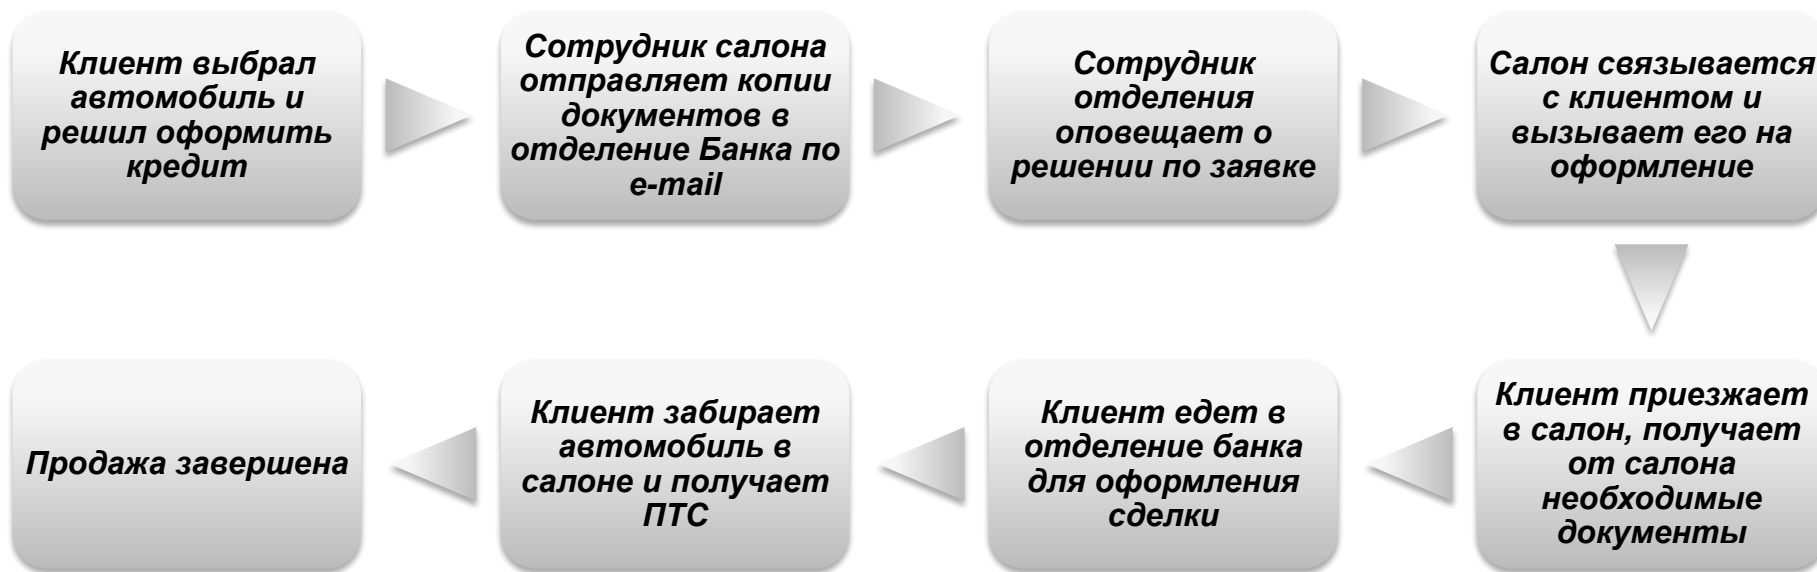 Клиент выбрал
автомобиль и
решил оформить
кредит
Сотрудник салона
отправляет копии
документов в
отделение Банка по
e-mail
Сотрудник
отделения
оповещает о
решении по заявке
Салон связывается
с клиентом и
вызывает его на
оформление
Клиент приезжает
в салон, получает
от салона
необходимые
документы
Клиент едет в
отделение банка
для оформления
сделки
Клиент забирает
автомобиль в
салоне и получает
ПТС
Продажа завершена